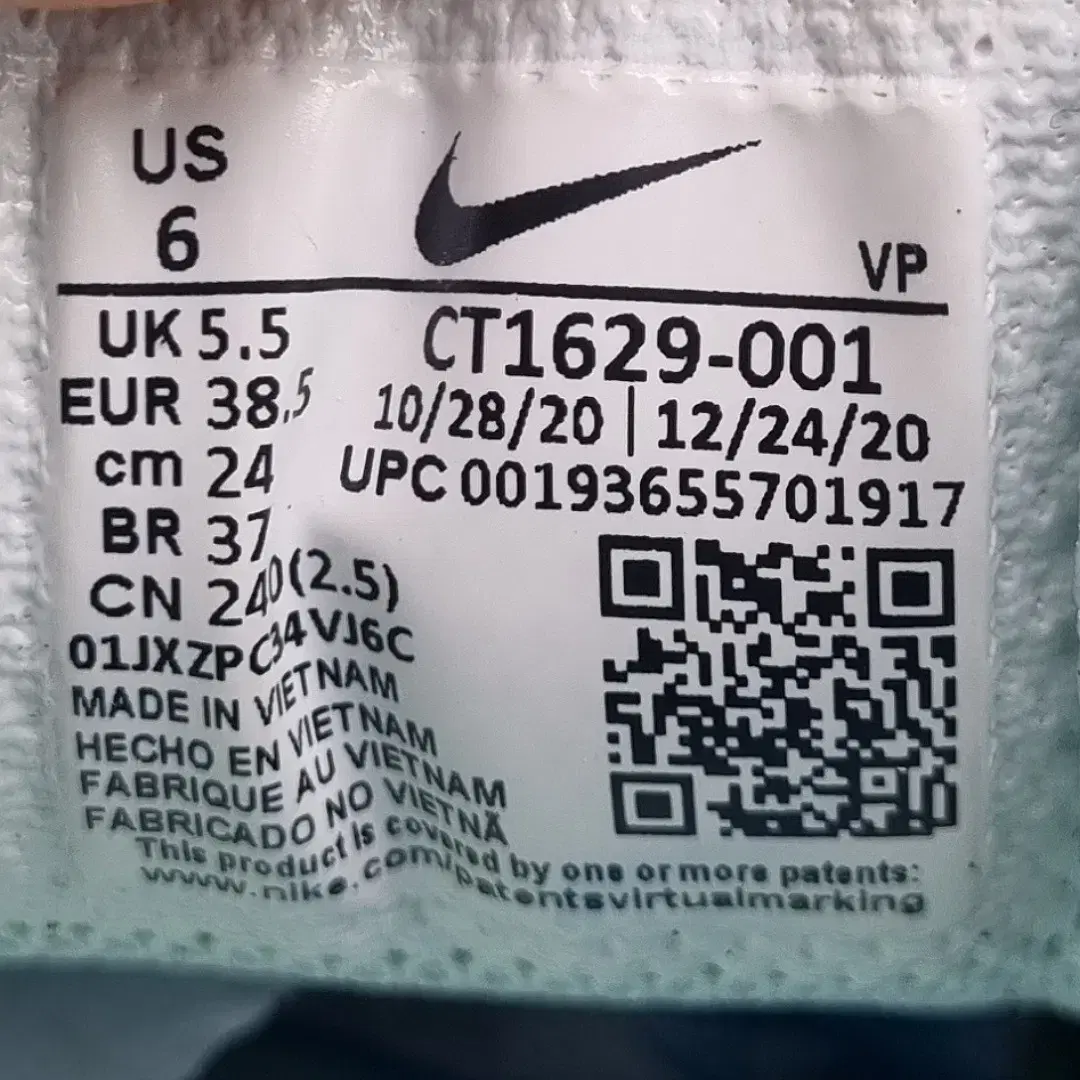 US
6
VP
UK 5.5
CT1629-001
EUR 38.5
10/28/20 | 12/24/20
cm 24
UPC 00193655701917
BR 37
CN 240 (2.5)
01JXZPC34VJ6C
MADE IN VIETNAM
HECHO EN VIETNAM
FABRIQUE AU VIETNAM
FABRICADO NO VIETNÃ
This product is covered by one or more patents:
www.nike.com/patentsvirtualmarking